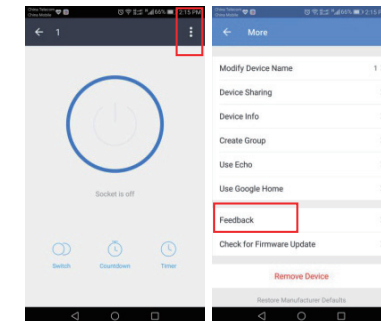 China Telecom
China Mobile
66%
2:15 PM
1
Socket is off
Switch
Countdown
Timer
China Telecom
China Mobile
66%
2:15 PM
More
Modify Device Name
1
Device Sharing
Device Info
Create Group
Use Echo
Use Google Home
Feedback
Check for Firmware Update
Remove Device
Restore Manufacturer Defaults